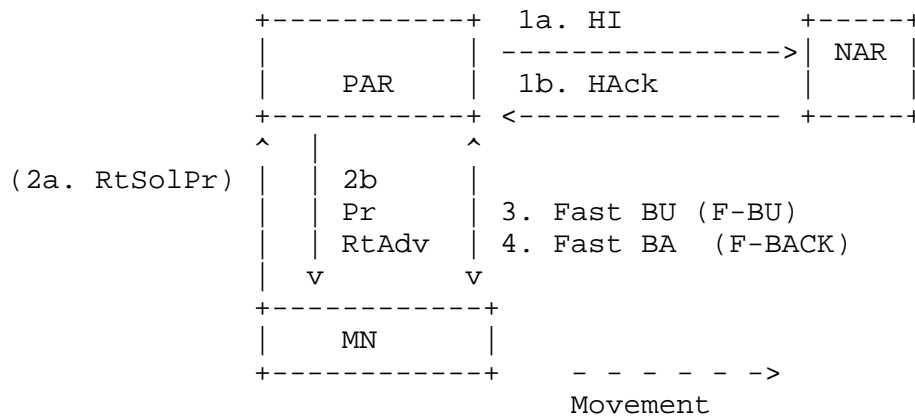 1a. HI
NAR
PAR
1b. HAck
(2a. RtSolPr)
2b
Pr
3. Fast BU (F-BU)
RtAdv
4. Fast BA (F-BACK)
MN
Movement